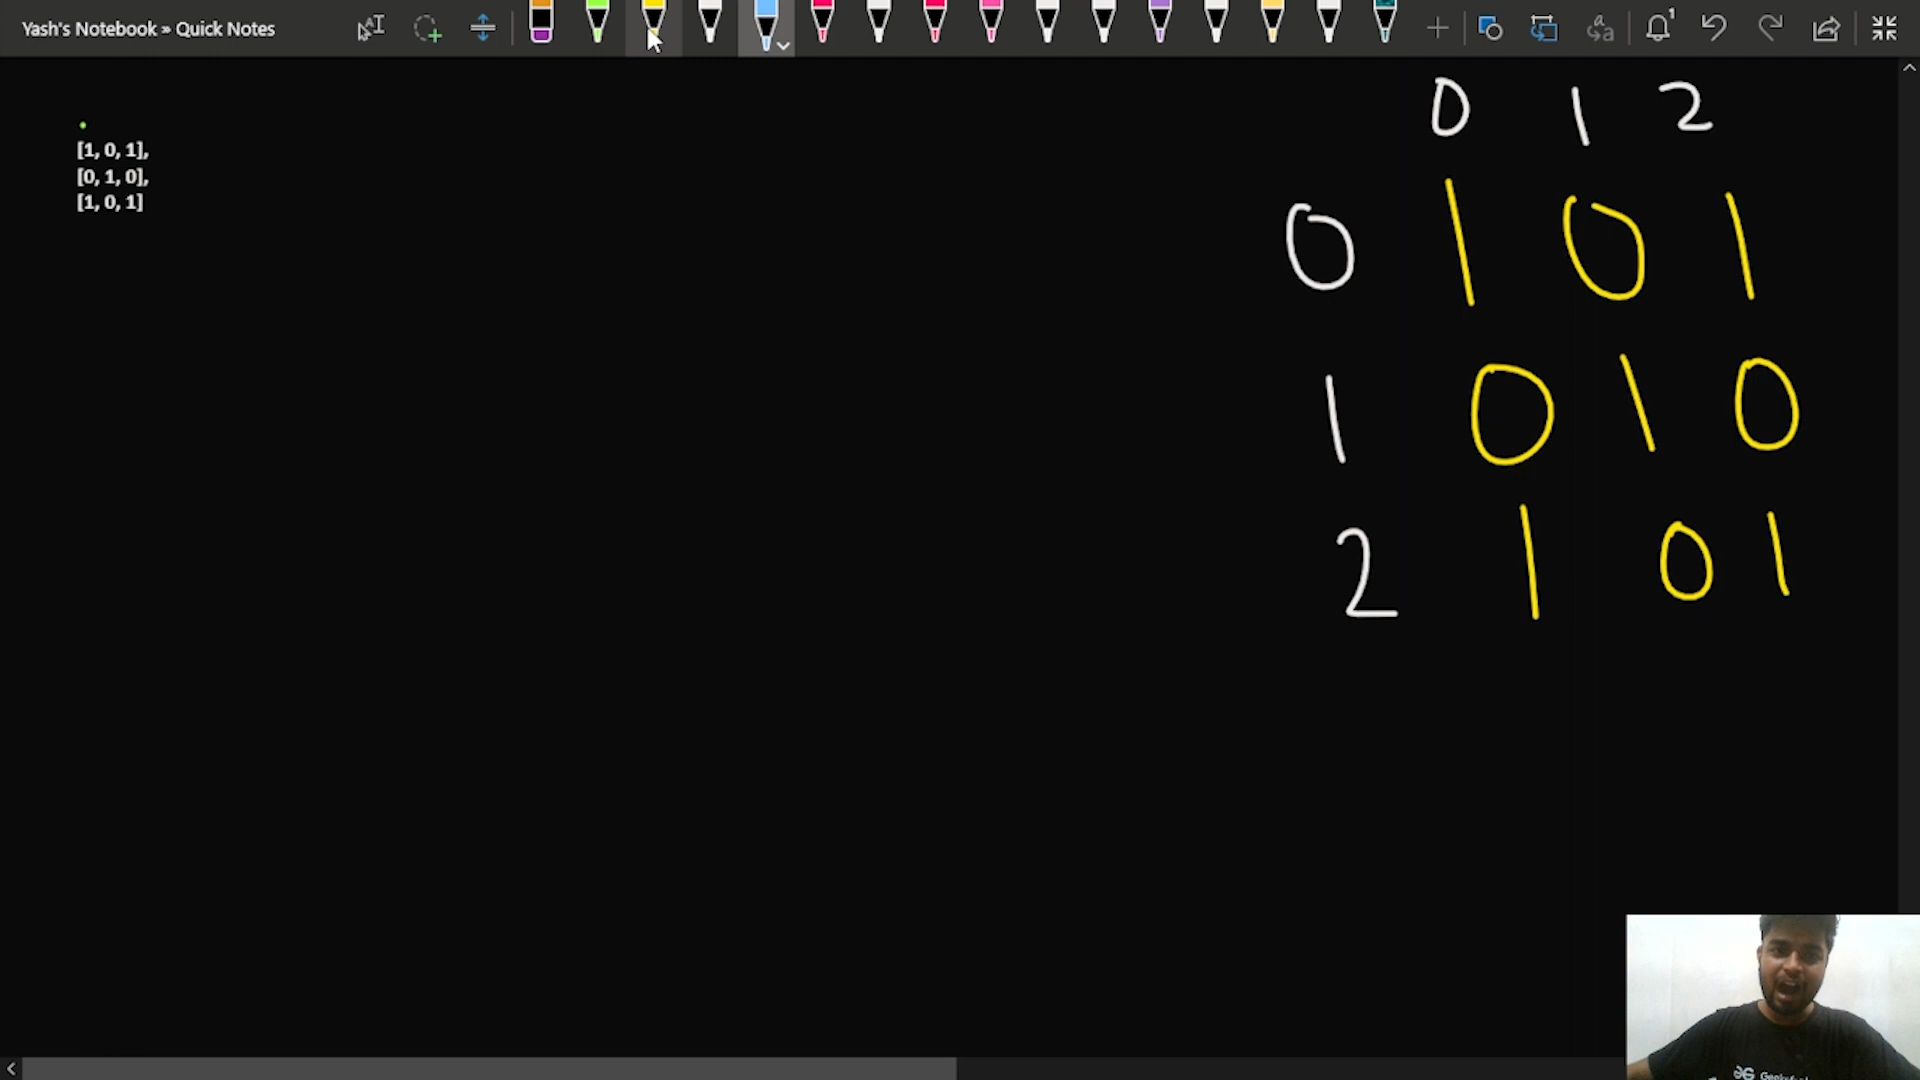 Yash's Notebook » Quick Notes
[1, 0, 1],
[0, 1, 0],
[1, 0, 1]
0 1 2
0 1 0 1
1 0 1 0
2 1 0 1